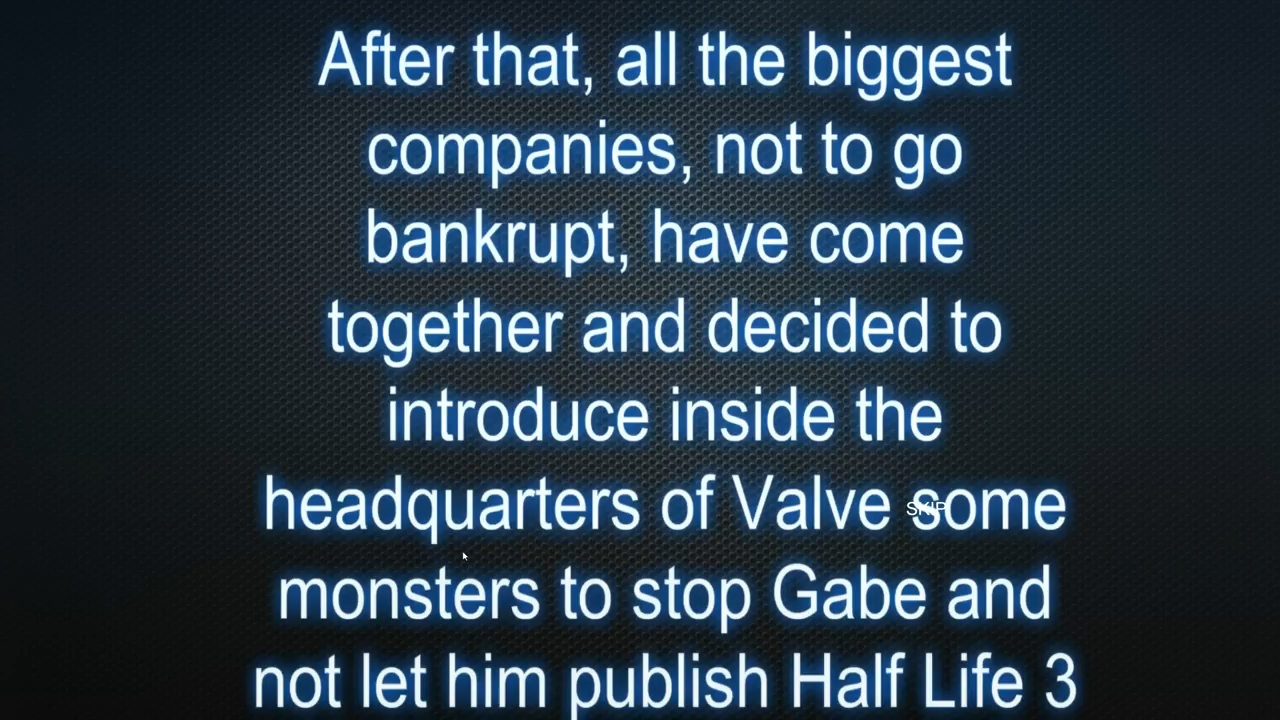 After that, all the biggest
companies, not to go
bankrupt, have come
together and decided to
introduce inside the
headquarters of Valve some
SKIP
monsters to stop Gabe and
not let him publish Half Life 3